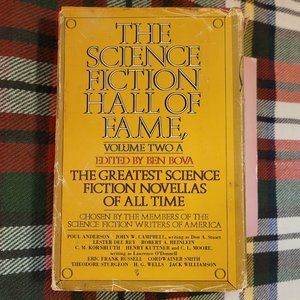 THE
SCIENCE
FICTION
HALL OF
FAME,
VOLUME TWO A
EDITED BY BEN BOVA
THE GREATEST SCIENCE
FICTION NOVELLAS
OF ALL TIME
CHOSEN BY THE MEMBERS OF THE
SCIENCE FICTION WRITERS OF AMERICA
POUL ANDERSON JOHN W. CAMPBELL, writing as Don A. Stuart
LESTER DEL REY ROBERT A. HEINLEIN
C. M. KORNBLUTH HENRY KUTTNER and C. L. MOORE,
writing as Lawrence O'Donnell
ERIC FRANK RUSSELL CORDWAINER SMITH
THEODORE STURGEON H. G. WELLS JACK WILLIAMSON